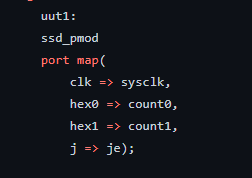 uut1:
ssd_pmod
port map(
clk => sysclk,
hex0 => count0,
hex1 => count1,
j => je);